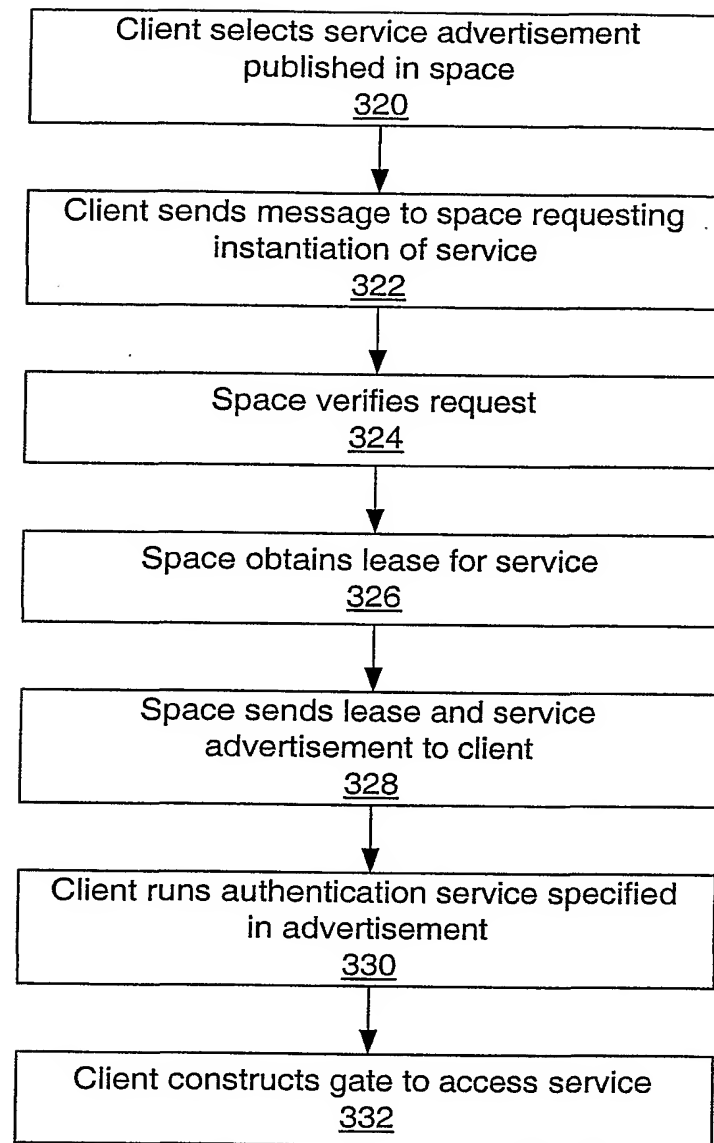 Client selects service advertisement
published in space
320
Client sends message to space requesting
instantiation of service
322
Space verifies request
324
Space obtains lease for service
326
Space sends lease and service
advertisement to client
328
Client runs authentication service specified
in advertisement
330
Client constructs gate to access service
332